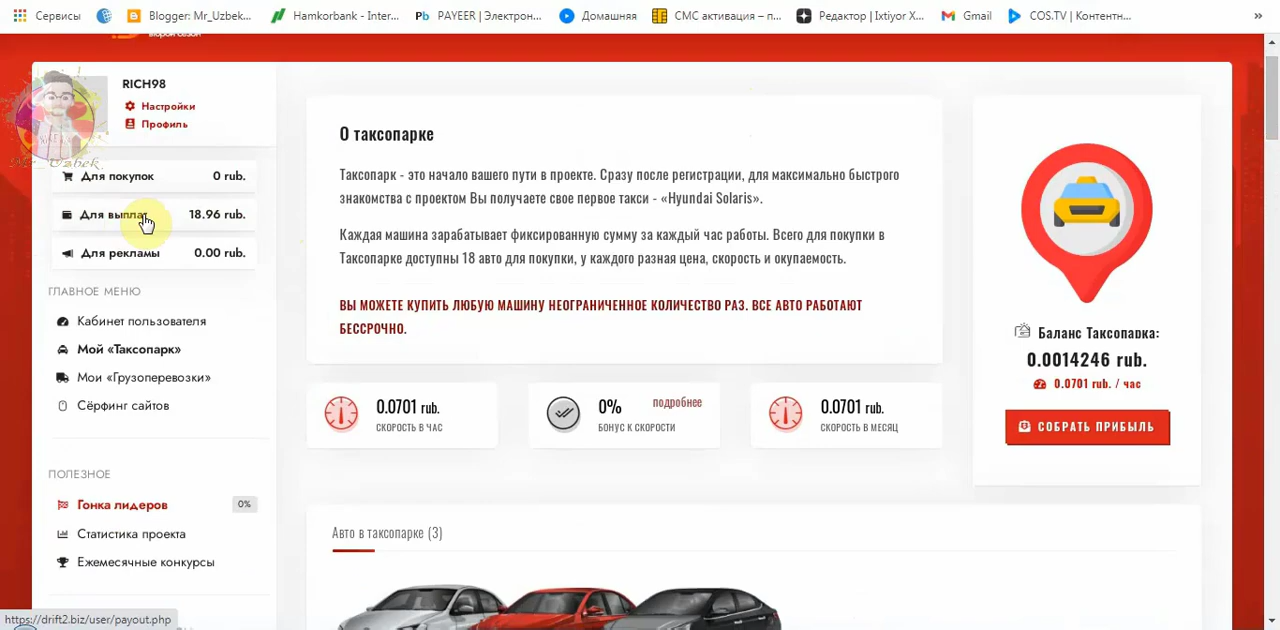 Сервисы Blogger: Mr_Uzbek... Hamkorbank - Inter... PAYEER | Электрон... Домашняя СМС активация – п... Редактор | Ixtiyor X... Gmail COS.TV | Контентн... »
второй сезон
RICH98
Настройки
Профиль
Mr_Uzbek
Для покупок 0 rub.
Для выплат 18.96 rub.
Для рекламы 0.00 rub.
ГЛАВНОЕ МЕНЮ
Кабинет пользователя
Мой «Таксопарк»
Мои «Грузоперевозки»
Сёрфинг сайтов
ПОЛЕЗНОЕ
Гонка лидеров 0%
Статистика проекта
Ежемесячные конкурсы
О таксопарке
Таксопарк - это начало вашего пути в проекте. Сразу после регистрации, для максимально быстрого
знакомства с проектом Вы получаете свое первое такси - «Hyundai Solaris».
Каждая машина зарабатывает фиксированную сумму за каждый час работы. Всего для покупки в
Таксопарке доступны 18 авто для покупки, у каждого разная цена, скорость и окупаемость.
ВЫ МОЖЕТЕ КУПИТЬ ЛЮБУЮ МАШИНУ НЕОГРАНИЧЕННОЕ КОЛИЧЕСТВО РАЗ. ВСЕ АВТО РАБОТАЮТ
БЕССРОЧНО.
0.0701 rub.
СКОРОСТЬ В ЧАС
0% подробнее
БОНУС К СКОРОСТИ
0.0701 rub.
СКОРОСТЬ В МЕСЯЦ
Баланс Таксопавка:
0.0014246 rub.
0.0701 rub. / час
СОБРАТЬ ПРИБЫЛЬ
Авто в таксопарке (3)
https://drift2.biz/user/payout.php